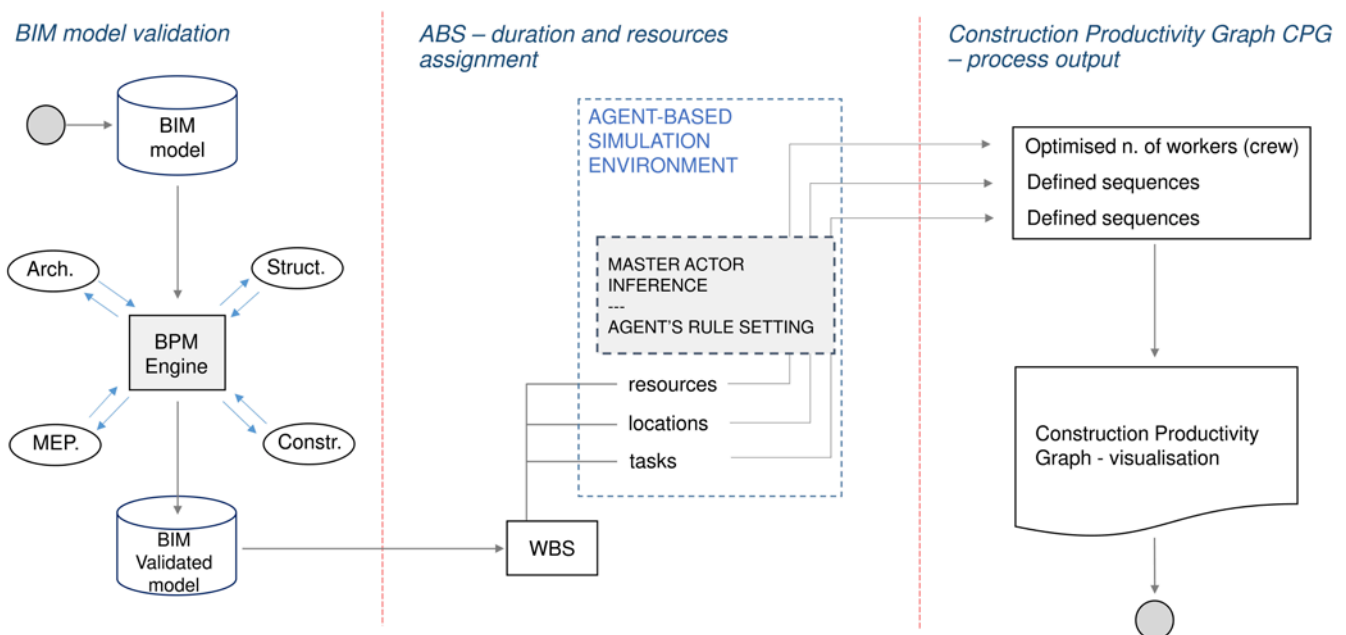 BIM model validation
BIM
model
Arch.
Struct.
BPM
Engine
MEP.
Constr.
BIM
Validated
model
ABS – duration and resources
assignment
AGENT-BASED
SIMULATION
ENVIRONMENT
MASTER ACTOR
INFERENCE
---
AGENT'S RULE SETTING
resources
locations
tasks
WBS
Construction Productivity Graph CPG
– process output
Optimised n. of workers (crew)
Defined sequences
Defined sequences
Construction Productivity
Graph - visualisation